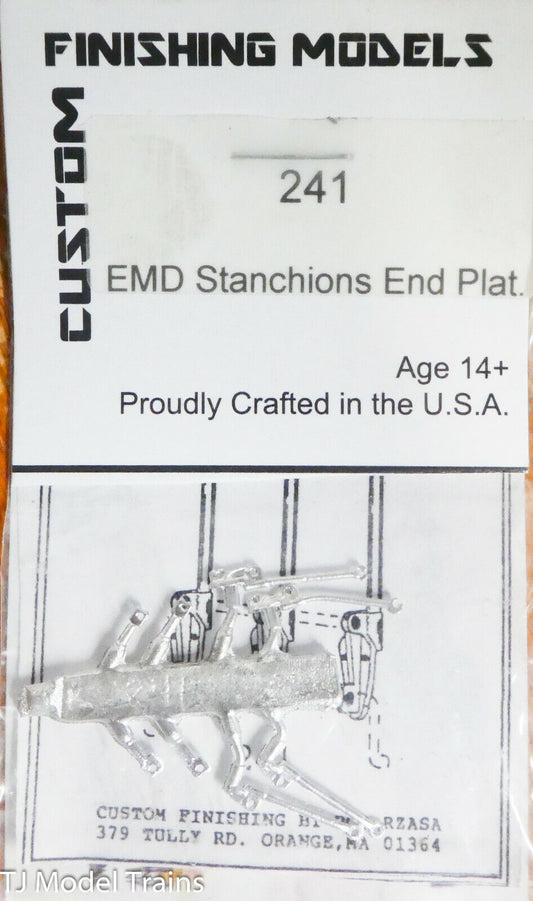 CUSTOM
FINISHING MODELS
241
EMD Stanchions End Plat.
Age 14+
Proudly Crafted in the U.S.A.
CUSTOM FINISHING
379 TULLY RD. ORANGE, MA 01364
TJ Model Trains